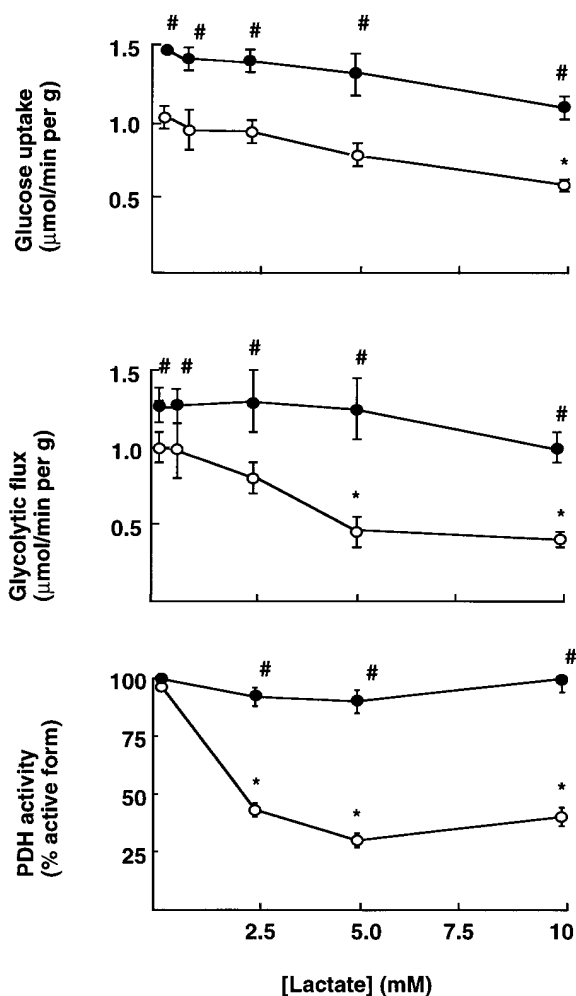 # # # # #
1.5
1.0
0.5
*
Glucose uptake
(μmol/min per g)
# # # # #
1.5
1.0
0.5
* *
Glycolytic flux
(μmol/min per g)
# # #
100
75
50
25
* * *
PDH activity
(% active form)
2.5 5.0 7.5 10
[Lactate] (mM)